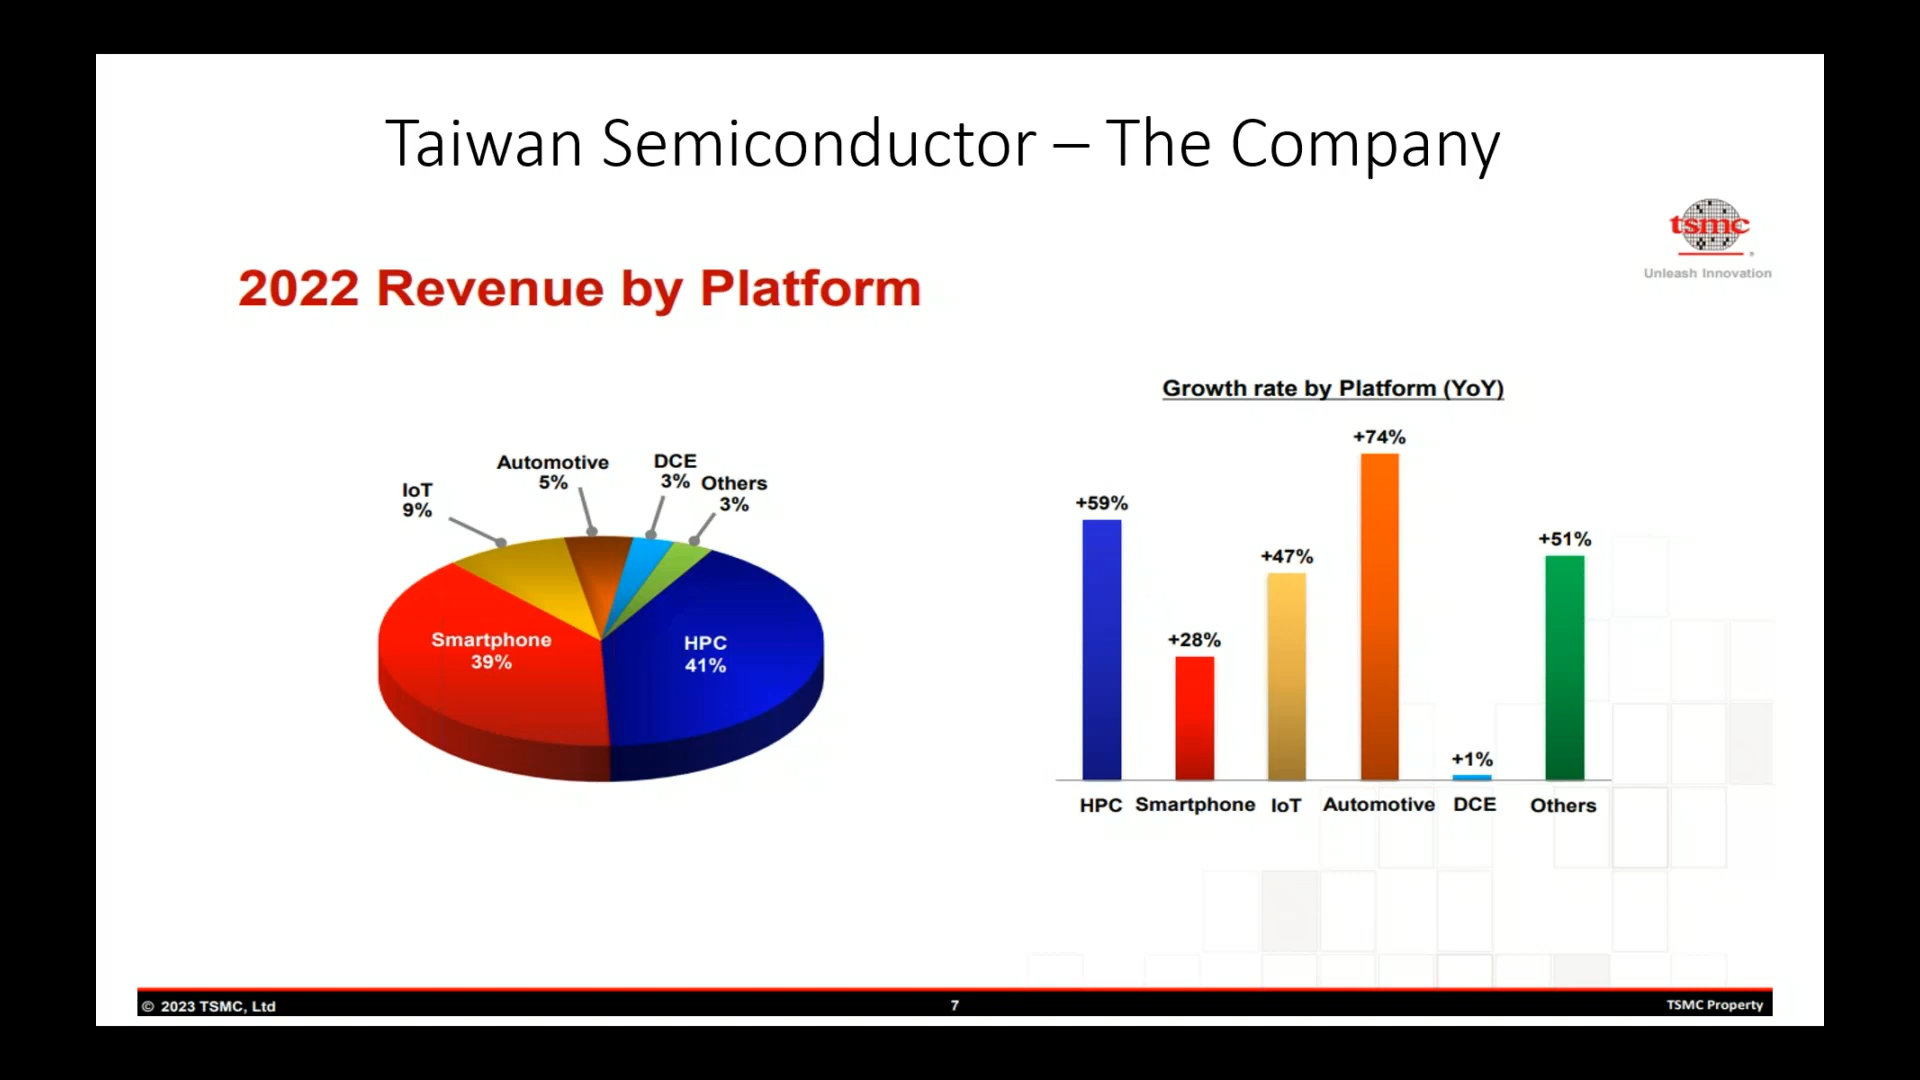 Taiwan Semiconductor – The Company
tsmc
®
Unleash Innovation
2022 Revenue by Platform
Growth rate by Platform (YoY)
IoT
9%
Automotive
5%
DCE
3%
Others
3%
Smartphone
39%
HPC
41%
+59%
+28%
+47%
+74%
+1%
+51%
HPC Smartphone IoT Automotive DCE Others
© 2023 TSMC, Ltd
7
TSMC Property